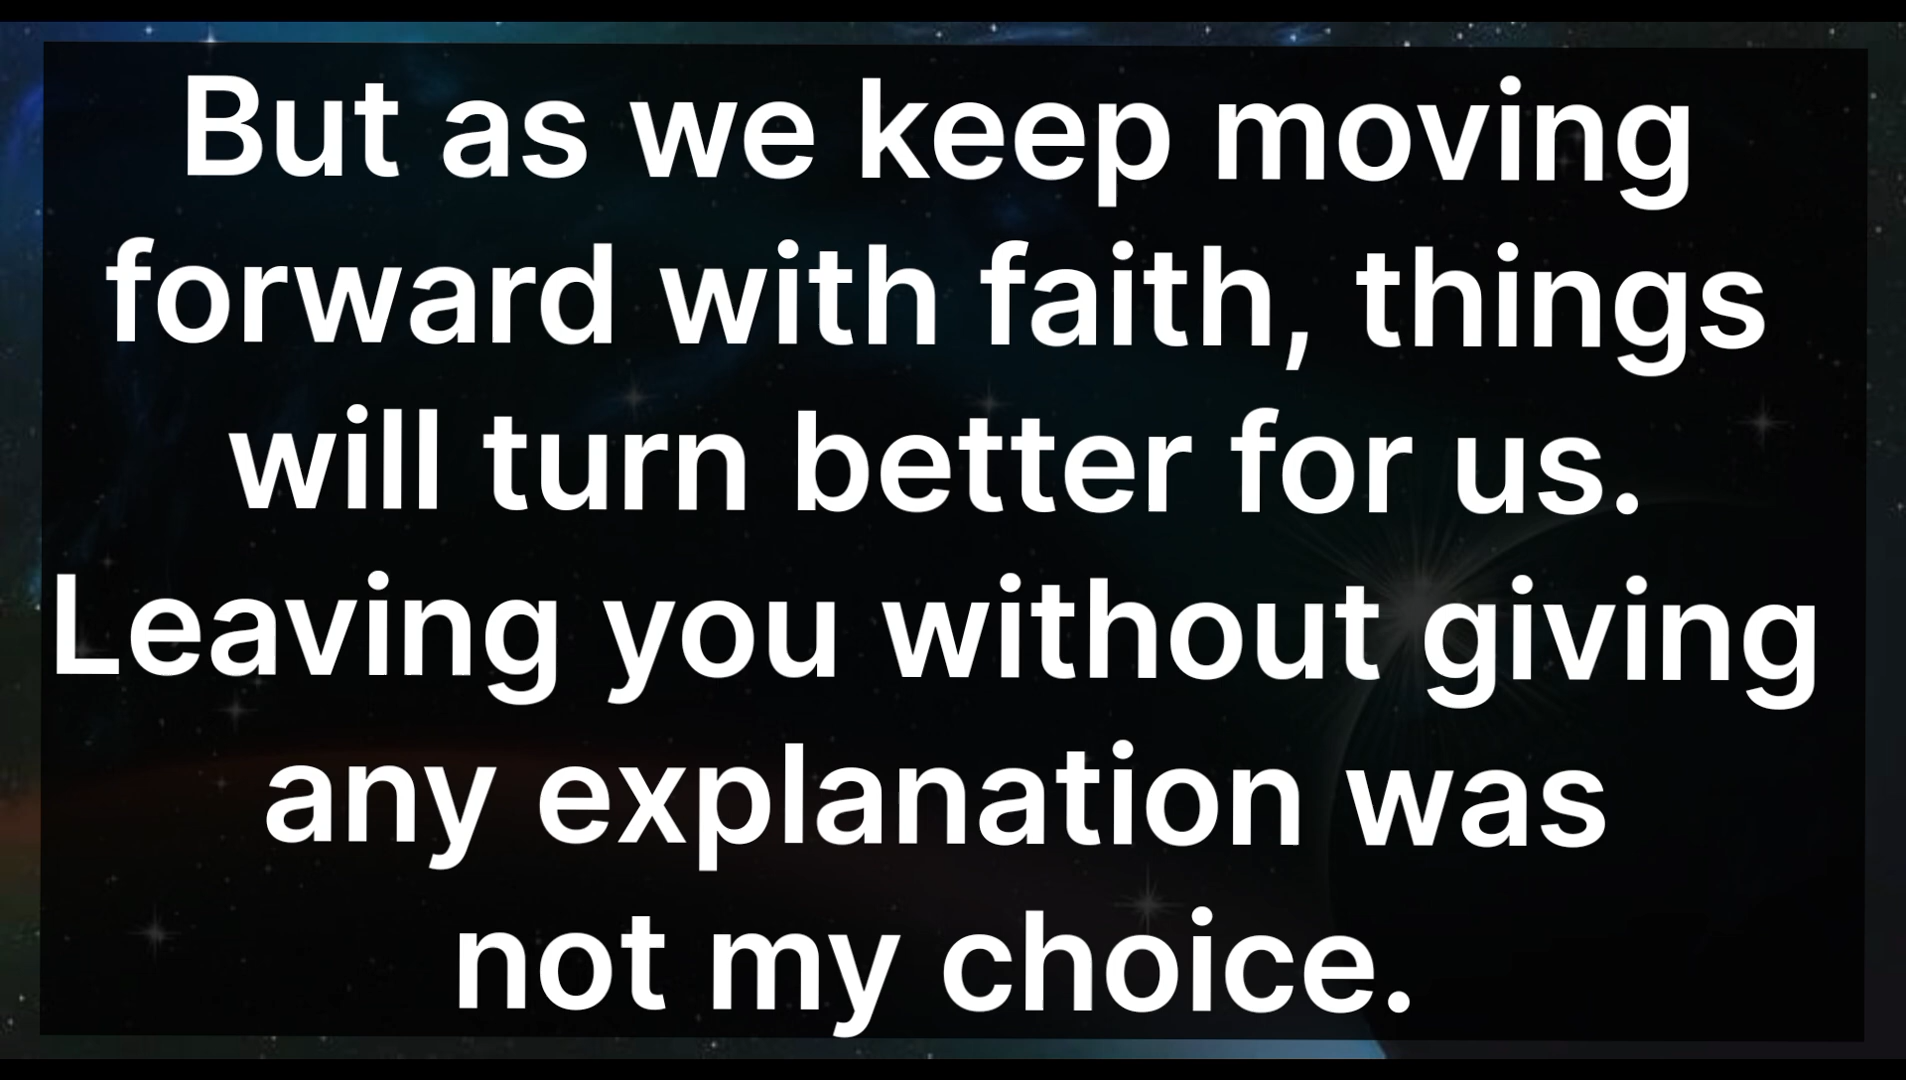 But as we keep moving
forward with faith, things
will turn better for us.
Leaving you without giving
any explanation was
not my choice.